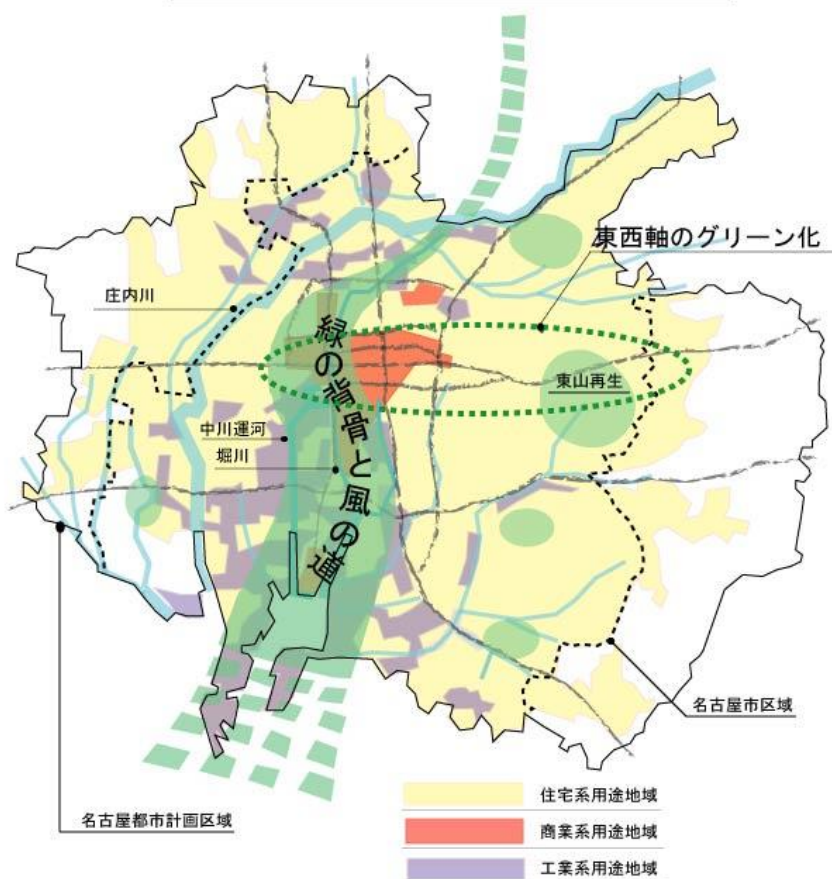 東西軸のグリーン化
庄内川
緑の背骨と風の道
東山再生
中川運河
堀川
名古屋市区域
名古屋都市計画区域
住宅系用途地域
商業系用途地域
工業系用途地域